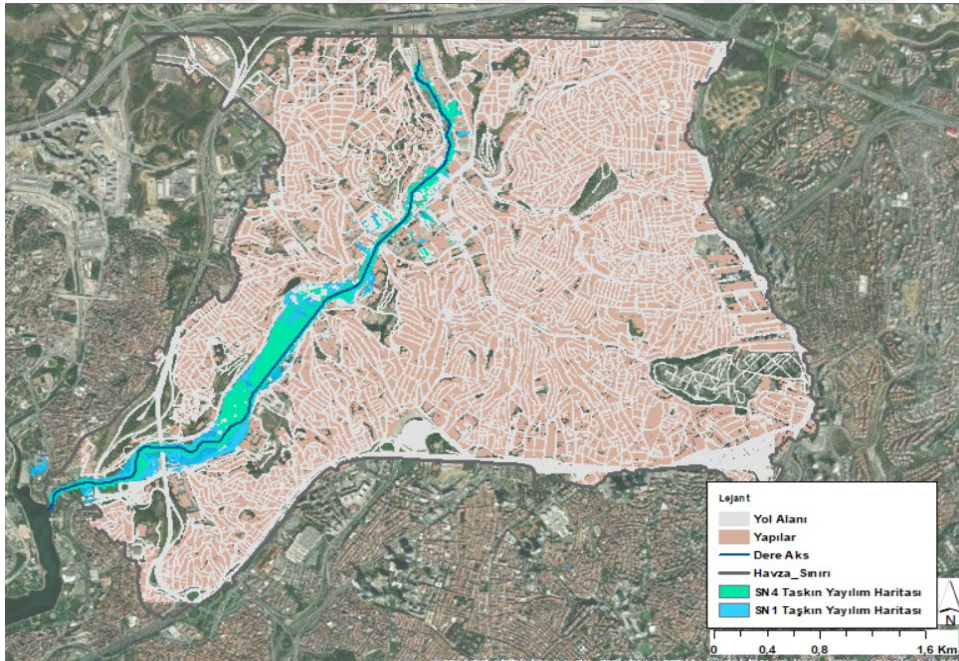 Lejant
Yol Alanı
Yapılar
Dere Aks
Havza_Sınırı
SN4 Taskın Yayılım Haritası
SN1 Taşkın Yayılım Haritası
N
0 0,4 0,8 1,6 Km